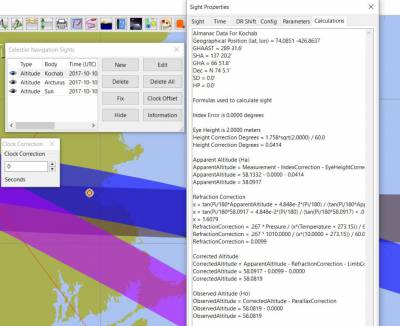 Sight Properties
Sight Time DR Shift Config Parameters Calculations
Almanac Data For Kochab
Geographical Position (lat, lon) = 74.0851 -426.8637
GHAAST = 289 31.6'
SHA = 137 20.2'
GHA = 66 51.8'
Dec = N 74 5.1'
SD = 0.0'
HP = 0.0'
Formulas used to calculate sight
Index Error is 0.0000 degrees
Eye Height is 2.0000 meters
Height Correction Degrees = 1.758*sqrt(2.0000) / 60.0
Height Correction Degrees = 0.0414
Apparent Altitude (Ha)
ApparentAltitude = Measurement - IndexCorrection - EyeHeightCorre
ApparentAltitude = 58.1332 - 0.0000 - 0.0414
ApparentAltitude = 58.0917
Refraction Correction
x = tan(Pi/180*ApparentAltitude + 4.848e-2*(Pi/180) / (tan(Pi/180*App
x = tan(Pi/180*58.0917 + 4.848e-2*(Pi/180) / (tan(Pi/180*58.0917) + .0
x = 1.6079
RefractionCorrection = .267 * Pressure / (x*(Temperature + 273.15)) / 6
RefractionCorrection = .267 * 1010.0000 / (x*(10.0000 + 273.15)) / 60.0
RefractionCorrection = 0.0099
Corrected Altitude
CorrectedAltitude = ApparentAltitude - RefractionCorrection - LimbCo
CorrectedAltitude = 58.0917 - 0.0099 - 0.0000
CorrectedAltitude = 58.0819
Observed Altitude (Ho)
ObservedAltitude = CorrectedAltitude - ParallaxCorrection
ObservedAltitude = 58.0819 - 0.0000
ObservedAltitude = 58.0819
Celestial Navigation Sights
Type Body Time (UTC)
Altitude Kochab 2017-10-10
Altitude Arcturus 2017-10-10
Altitude Sun 2017-10-10
New Edit
Delete Delete All
Fix Clock Offset
Hide Information
Clock Correction
Clock Correction
0
Seconds